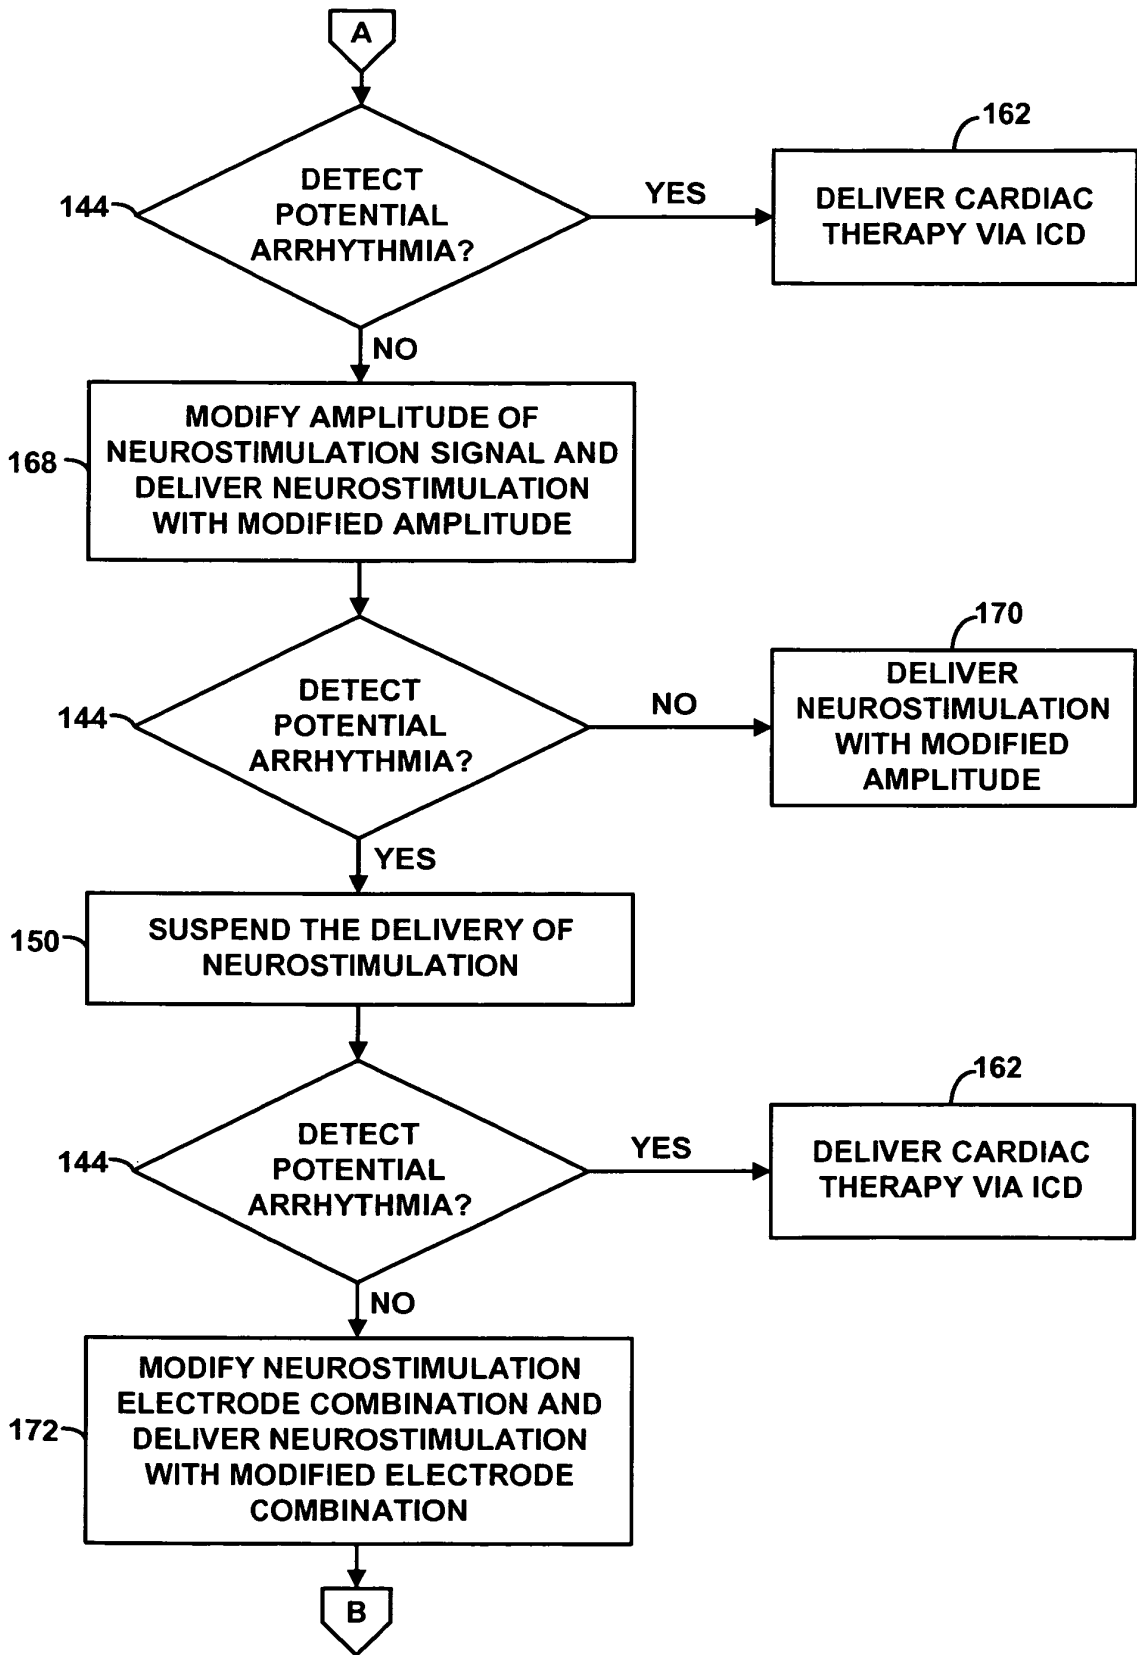 A
DETECT
POTENTIAL
ARRHYTHMIA?
144
YES
162
DELIVER CARDIAC
THERAPY VIA ICD
NO
168
MODIFY AMPLITUDE OF
NEUROSTIMULATION SIGNAL AND
DELIVER NEUROSTIMULATION
WITH MODIFIED AMPLITUDE
144
DETECT
POTENTIAL
ARRHYTHMIA?
NO
170
DELIVER
NEUROSTIMULATION
WITH MODIFIED
AMPLITUDE
YES
150
SUSPEND THE DELIVERY OF
NEUROSTIMULATION
144
DETECT
POTENTIAL
ARRHYTHMIA?
YES
162
DELIVER CARDIAC
THERAPY VIA ICD
NO
172
MODIFY NEUROSTIMULATION
ELECTRODE COMBINATION AND
DELIVER NEUROSTIMULATION
WITH MODIFIED ELECTRODE
COMBINATION
B